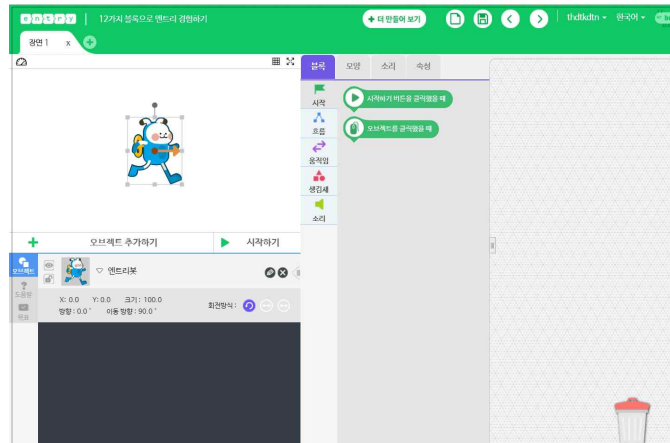 entry 12가지 블록으로 엔트리 경험하기 + 더 만들어 보기 thdtkdtn 한국어
장면 1 x
블록 모양 소리 속성
시작 시작하기 버튼을 클릭했을 때
흐름 오브젝트를 클릭했을 때
움직임
생김새
소리
+ 오브젝트 추가하기 시작하기
오브젝트 엔트리봇
도움말
X: 0.0 Y: 0.0 크기: 100.0 회전방식:
방향: 0.0˚ 이동 방향: 90.0˚